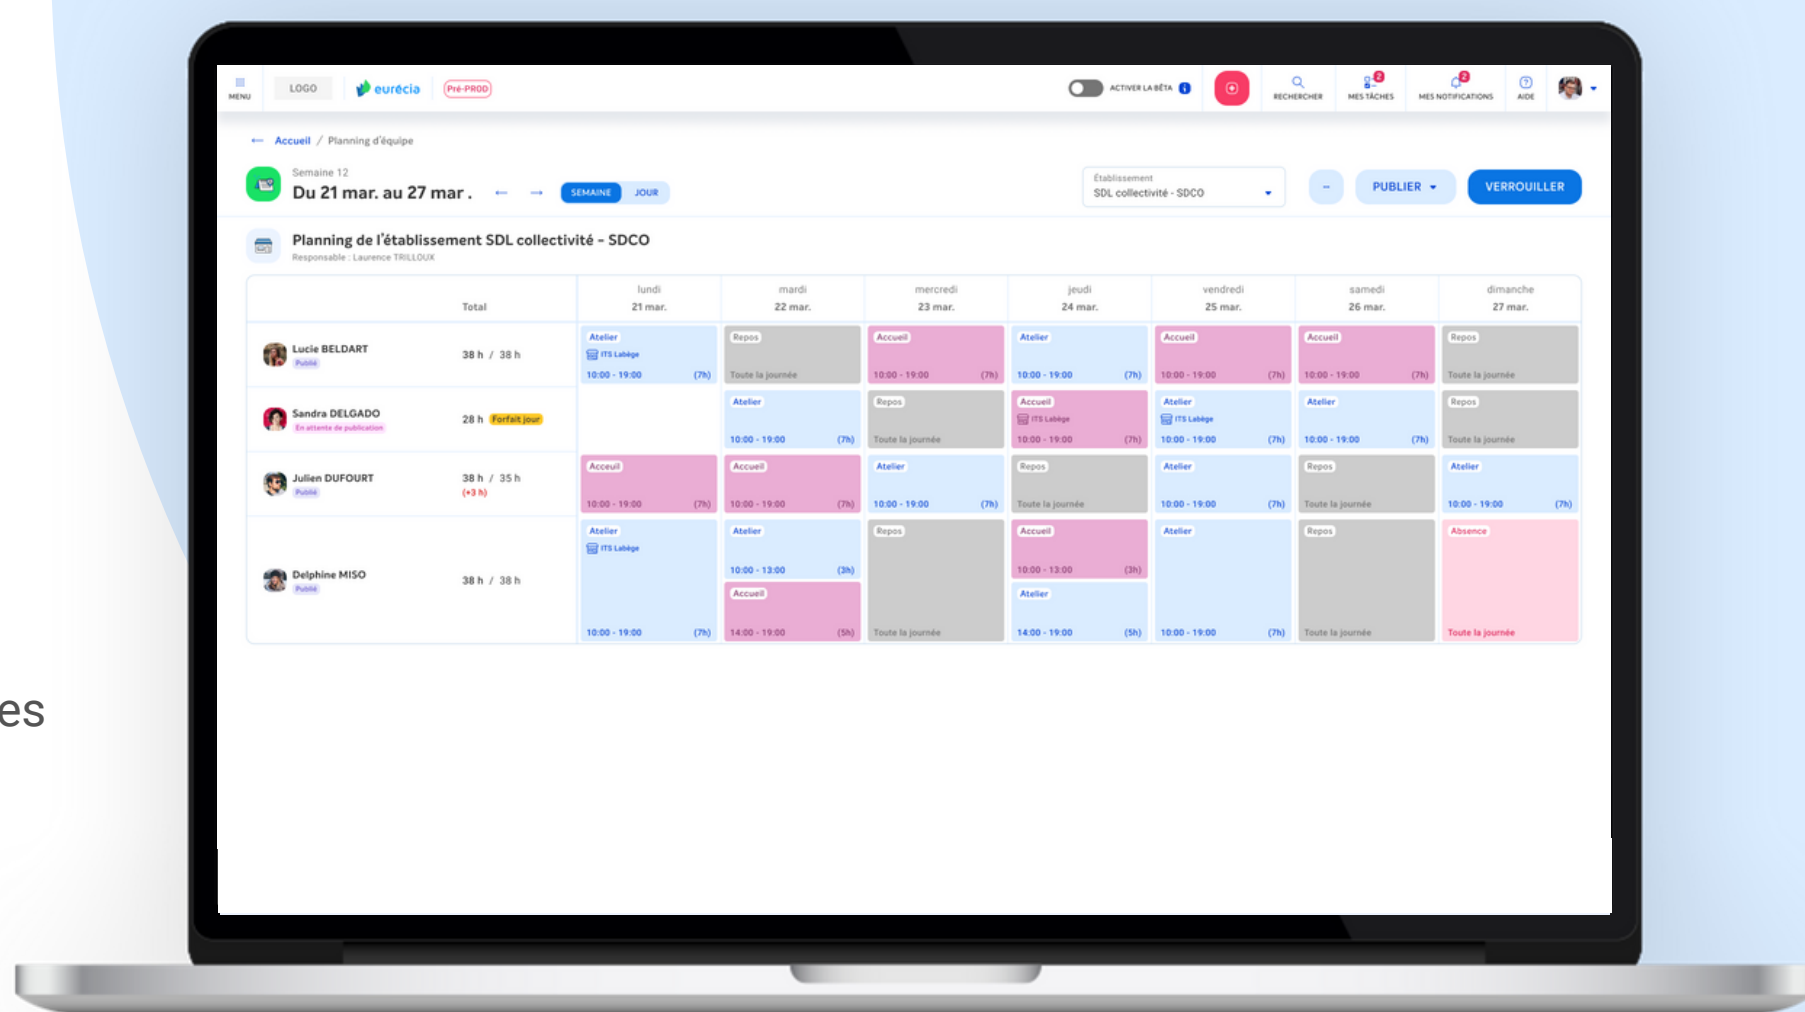 MENU
LOGO
eurécia
Pré-PROD
ACTIVER LA BÊTA
RECHERCHER
2
MES TÂCHES
2
MES NOTIFICATIONS
AIDE
← Accueil / Planning d'équipe
Semaine 12
Du 21 mar. au 27 mar .
← →
SEMAINE JOUR
Établissement
SDL collectivité - SDCO
PUBLIER
VERROUILLER
Planning de l'établissement SDL collectivité - SDCO
Responsable : Laurence TRILLOUX
lundi mardi mercredi jeudi vendredi samedi dimanche
Total 21 mar. 22 mar. 23 mar. 24 mar. 25 mar. 26 mar. 27 mar.
Lucie BELDART
Publié
38 h / 38 h
Atelier
ITS Labège
10:00 - 19:00 (7h)
Repos
Toute la journée
Accueil
10:00 - 19:00 (7h)
Atelier
10:00 - 19:00 (7h)
Accueil
10:00 - 19:00 (7h)
Accueil
10:00 - 19:00 (7h)
Repos
Toute la journée
Sandra DELGADO
En attente de publication
28 h Forfait jour
Atelier
10:00 - 19:00 (7h)
Repos
Toute la journée
Accueil
ITS Labège
10:00 - 19:00 (7h)
Atelier
ITS Labège
10:00 - 19:00 (7h)
Atelier
10:00 - 19:00 (7h)
Repos
Toute la journée
Julien DUFOURT
Publié
38 h / 35 h
(+3 h)
Acceuil
10:00 - 19:00 (7h)
Accueil
10:00 - 19:00 (7h)
Atelier
10:00 - 19:00 (7h)
Repos
Toute la journée
Atelier
10:00 - 19:00 (7h)
Repos
Toute la journée
Atelier
10:00 - 19:00 (7h)
Delphine MISO
Publié
38 h / 38 h
Atelier
ITS Labège
10:00 - 19:00 (7h)
Atelier
10:00 - 13:00 (3h)
Accueil
14:00 - 19:00 (5h)
Repos
Toute la journée
Accueil
10:00 - 13:00 (3h)
Atelier
14:00 - 19:00 (5h)
Atelier
10:00 - 19:00 (7h)
Repos
Toute la journée
Absence
Toute la journée
es